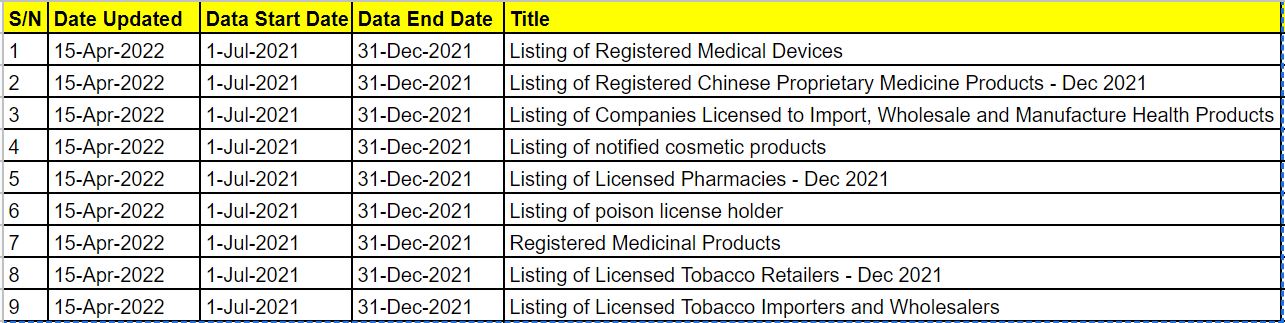 S/N Date Updated Data Start Date Data End Date Title
1 15-Apr-2022 1-Jul-2021 31-Dec-2021 Listing of Registered Medical Devices
2 15-Apr-2022 1-Jul-2021 31-Dec-2021 Listing of Registered Chinese Proprietary Medicine Products - Dec 2021
3 15-Apr-2022 1-Jul-2021 31-Dec-2021 Listing of Companies Licensed to Import, Wholesale and Manufacture Health Products
4 15-Apr-2022 1-Jul-2021 31-Dec-2021 Listing of notified cosmetic products
5 15-Apr-2022 1-Jul-2021 31-Dec-2021 Listing of Licensed Pharmacies - Dec 2021
6 15-Apr-2022 1-Jul-2021 31-Dec-2021 Listing of poison license holder
7 15-Apr-2022 1-Jul-2021 31-Dec-2021 Registered Medicinal Products
8 15-Apr-2022 1-Jul-2021 31-Dec-2021 Listing of Licensed Tobacco Retailers - Dec 2021
9 15-Apr-2022 1-Jul-2021 31-Dec-2021 Listing of Licensed Tobacco Importers and Wholesalers